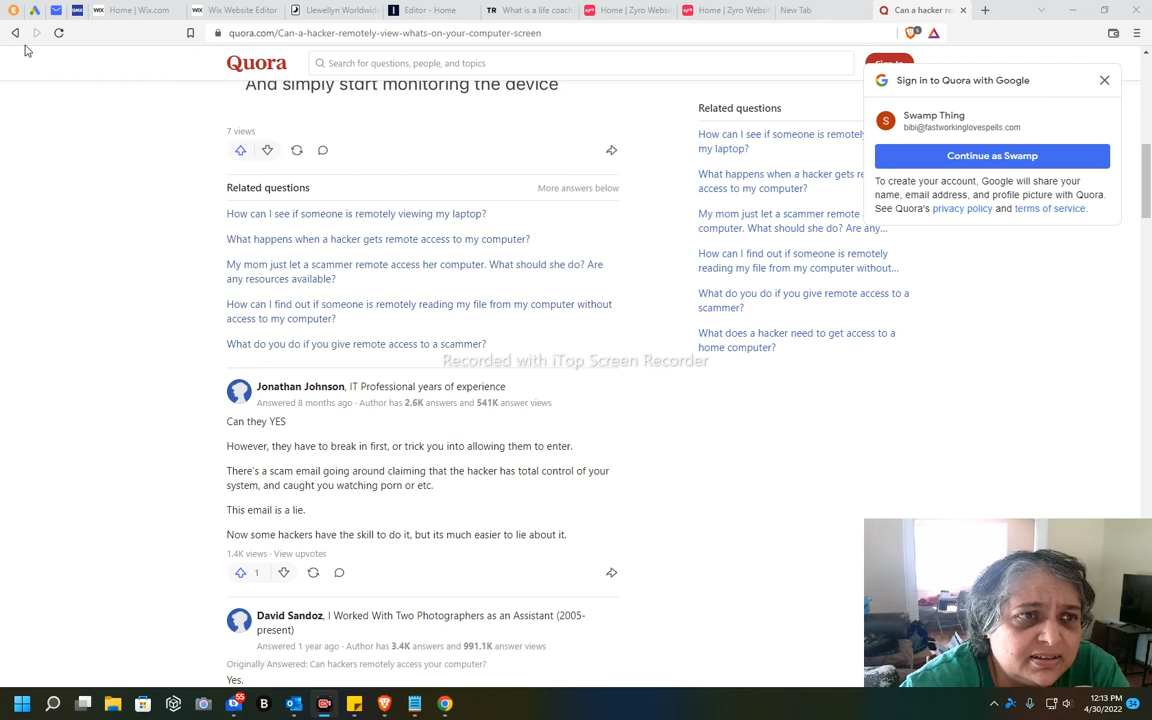 Home | Wix.com
Wix Website Editor
Llewellyn Worldwid
Editor - Home
What is a life coach
Home | Zyro Websi
Home | Zyro Websi
New Tab
Can a hacker re
quora.com/Can-a-hacker-remotely-view-whats-on-your-computer-screen
Quora
Search for questions, people, and topics
And simply start monitoring the device
7 views
Related questions
More answers below
How can I see if someone is remotely viewing my laptop?
What happens when a hacker gets remote access to my computer?
My mom just let a scammer remote access her computer. What should she do? Are
any resources available?
How can I find out if someone is remotely reading my file from my computer without
access to my computer?
What do you do if you give remote access to a scammer?
Recorded with iTop Screen Recorder
Jonathan Johnson, IT Professional years of experience
Answered 8 months ago · Author has 2.6K answers and 541K answer views
Can they YES
However, they have to break in first, or trick you into allowing them to enter.
There's a scam email going around claiming that the hacker has total control of your
system, and caught you watching porn or etc.
This email is a lie.
Now some hackers have the skill to do it, but its much easier to lie about it.
1.4K views · View upvotes
1
David Sandoz, I Worked With Two Photographers as an Assistant (2005-
present)
Answered 1 year ago · Author has 3.4K answers and 991.1K answer views
Originally Answered: Can hackers remotely access your computer?
Yes.
Related questions
How can I see if someone is remotely
my laptop?
What happens when a hacker gets re
access to my computer?
My mom just let a scammer remote
computer. What should she do? Are any...
How can I find out if someone is remotely
reading my file from my computer without...
What do you do if you give remote access to a
scammer?
What does a hacker need to get access to a
home computer?
Sign in to Quora with Google
S
Swamp Thing
bibi@fastworkinglovespells.com
Continue as Swamp
To create your account, Google will share your
name, email address, and profile picture with Quora.
See Quora's privacy policy and terms of service.
55
12:13 PM
4/30/2022
34